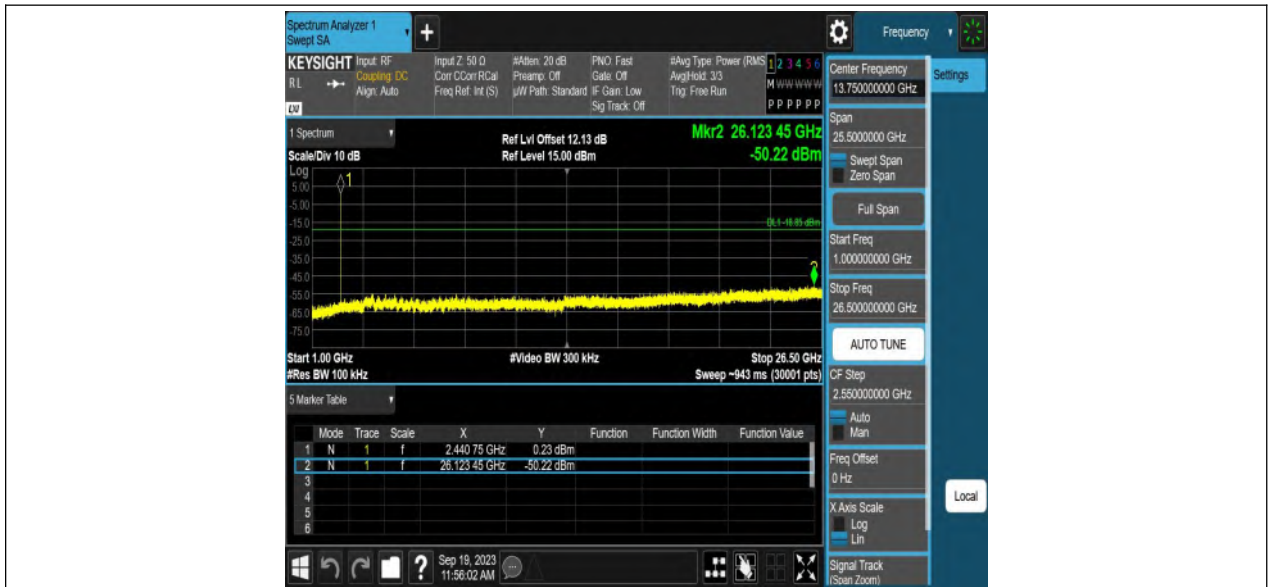 Spectrum Analyzer 1
Swept SA
+
Frequency
KEYSIGHT
RL
LXI
Input: RF
Coupling: DC
Align: Auto
Input Z: 50 Ω
Corr CCorr RCal
Freq Ref: Int (S)
#Atten: 20 dB
Preamp: Off
µW Path: Standard
PNO: Fast
Gate: Off
IF Gain: Low
Sig Track: Off
#Avg Type: Power (RMS
Avg|Hold: 3/3
Trig: Free Run
1 2 3 4 5 6
M W W W W W
P P P P P P
1 Spectrum
Scale/Div 10 dB
Ref Lvl Offset 12.13 dB
Ref Level 15.00 dBm
Mkr2 26.123 45 GHz
-50.22 dBm
Log
5.00
-5.00
-15.0
-25.0
-35.0
-45.0
-55.0
-65.0
-75.0
1
DL1 -18.85 dBm
2
Start 1.00 GHz
#Video BW 300 kHz
Stop 26.50 GHz
#Res BW 100 kHz
Sweep ~943 ms (30001 pts)
5 Marker Table
Mode Trace Scale X Y Function Function Width Function Value
1 N 1 f 2.440 75 GHz 0.23 dBm
2 N 1 f 26.123 45 GHz -50.22 dBm
3
4
5
6
Sep 19, 2023
11:56:02 AM
Center Frequency
13.750000000 GHz
Settings
Span
25.5000000 GHz
Swept Span
Zero Span
Full Span
Start Freq
1.000000000 GHz
Stop Freq
26.500000000 GHz
AUTO TUNE
CF Step
2.550000000 GHz
Auto
Man
Freq Offset
0 Hz
X Axis Scale
Log
Lin
Local
Signal Track
(Span Zoom)